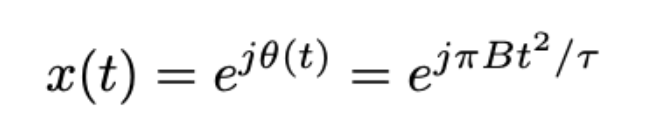 x(t) = e^{jθ(t)} = e^{jπBt²/τ}